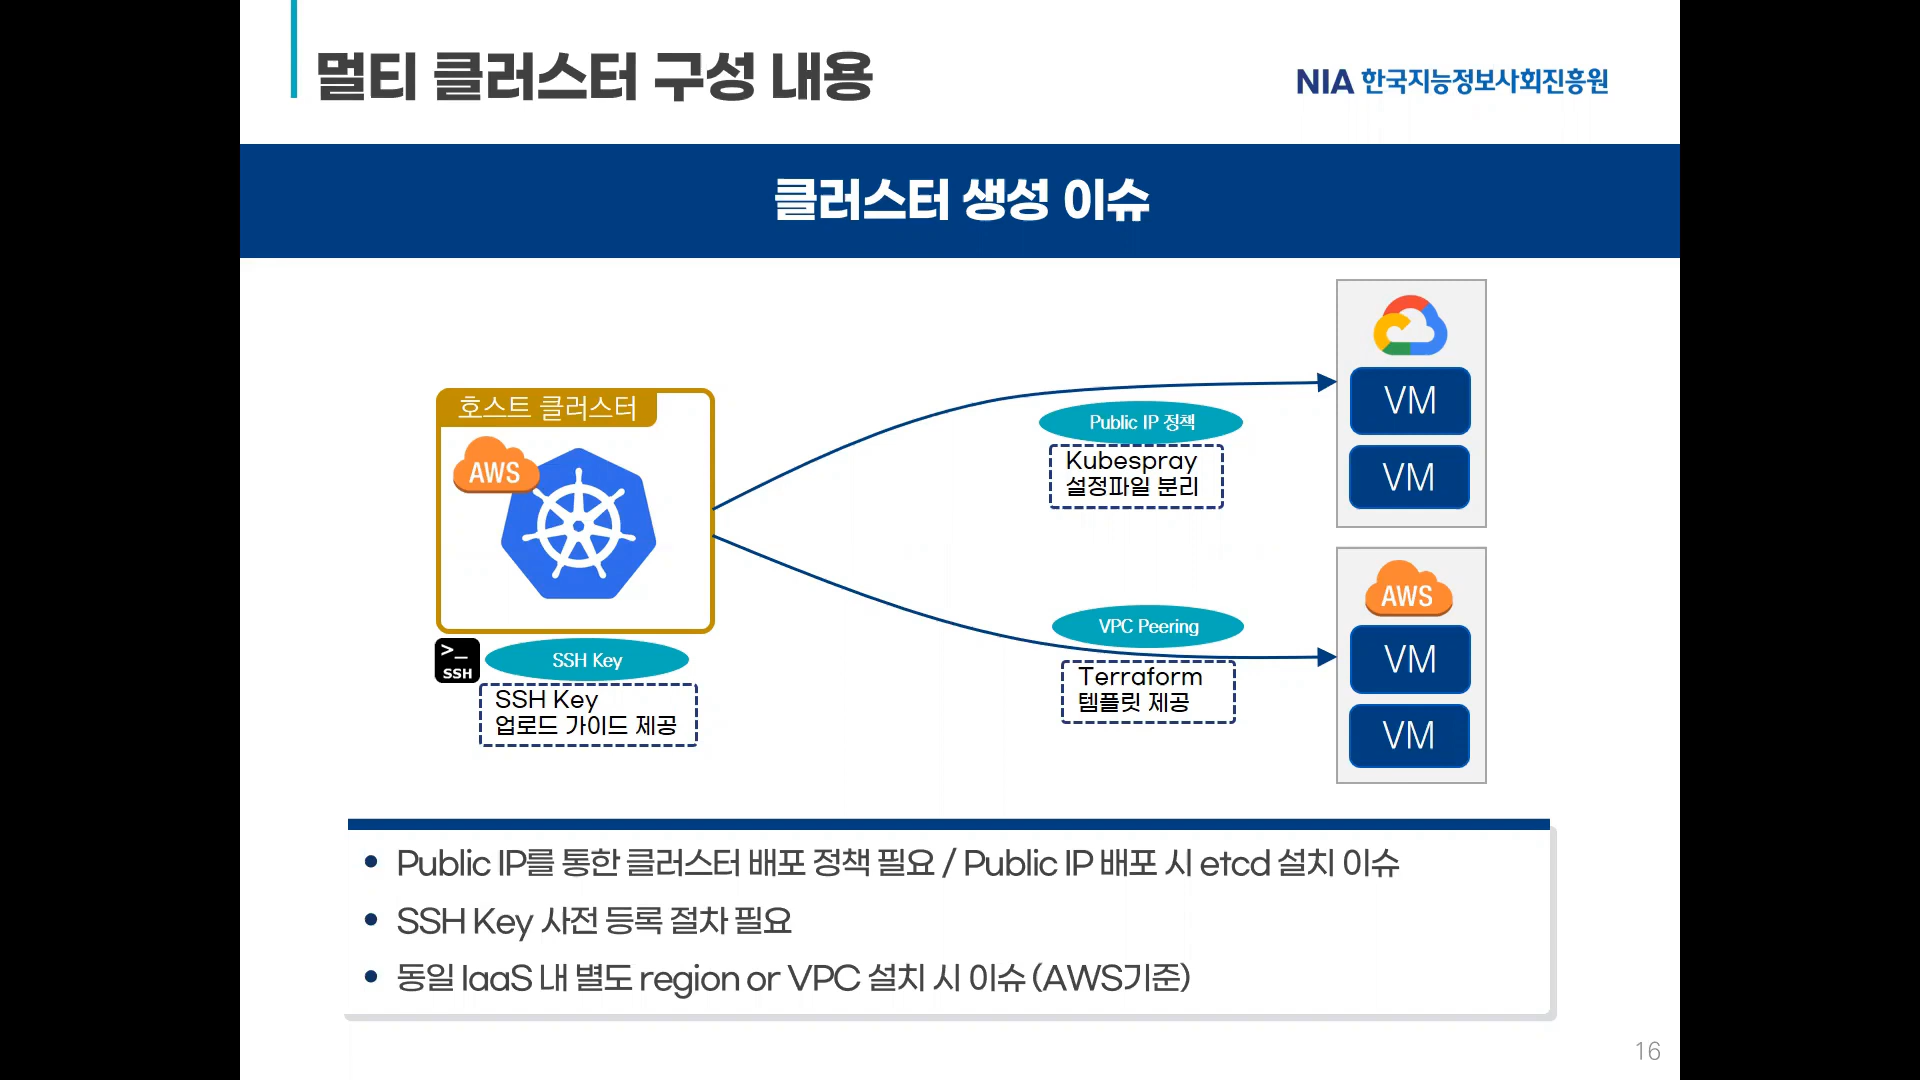 멀티 클러스터 구성 내용
NIA 한국지능정보사회진흥원
클러스터 생성 이슈
호스트 클러스터
AWS
>_
SSH
SSH Key
SSH Key
업로드 가이드 제공
Public IP 정책
Kubespray
설정파일 분리
VM
VM
VPC Peering
Terraform
템플릿 제공
AWS
VM
VM
• Public IP를 통한 클러스터 배포 정책 필요 / Public IP 배포 시 etcd 설치 이슈
• SSH Key 사전 등록 절차 필요
• 동일 IaaS 내 별도 region or VPC 설치 시 이슈 (AWS기준)
16